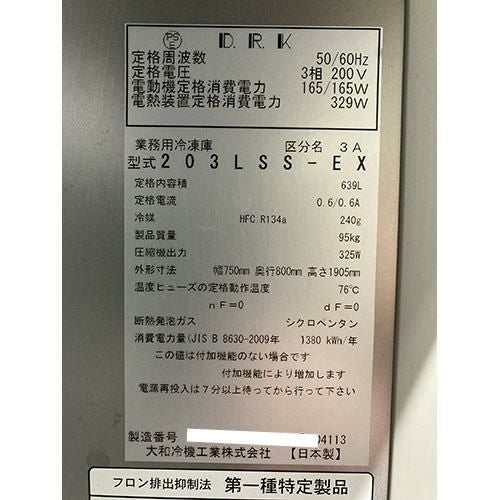 PS E D.R.K
定格周波数 50/60Hz
定格電圧 3相 200V
電動機定格消費電力 165/165W
電熱装置定格消費電力 329W
業務用冷凍庫 区分名 3A
型式 203LSS-EX
定格内容積 639L
定格電流 0.6/0.6A
冷媒 HFC R134a 240g
製品質量 95kg
圧縮機出力 325W
外形寸法 幅750mm 奥行800mm 高さ1905mm
温度ヒューズの定格動作温度 76℃
nF=0 dF=0
断熱発泡ガス シクロペンタン
消費電力量(JIS B 8630-2009年 1380 kWh/年
この値は付加機能のない場合です
付加機能により増加します
電源再投入は7分以上待ってから行って下さい
製造番号 04113
大和冷機工業株式会社 【日本製】
フロン排出抑制法 第一種特定製品